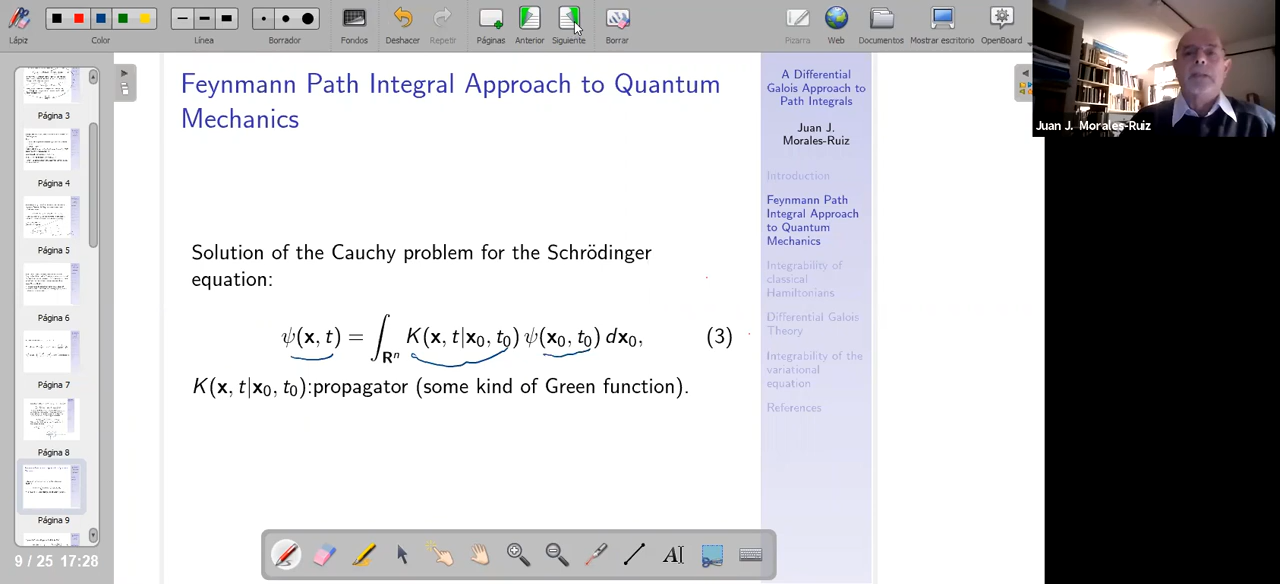 Lápiz
Color
Línea
Borrador
Fondos
Deshacer
Repetir
Páginas
Anterior
Siguiente
Borrar
Pizarra
Web
Documentos
Mostrar escritorio
OpenBoard
Página 3
Página 4
Página 5
Página 6
Página 7
Página 8
Página 9
9 / 25 17:28
Feynmann Path Integral Approach to Quantum
Mechanics
Solution of the Cauchy problem for the Schrödinger
equation:
ψ(x, t) = ∫_{Rⁿ} K(x, t|x₀, t₀) ψ(x₀, t₀) dx₀, (3)
K(x, t|x₀, t₀):propagator (some kind of Green function).
A Differential
Galois Approach to
Path Integrals
Juan J.
Morales-Ruiz
Introduction
Feynmann Path
Integral Approach
to Quantum
Mechanics
Integrability of
classical
Hamiltonians
Differential Galois
Theory
Integrability of the
variational
equation
References
Juan J. Morales-Ruiz